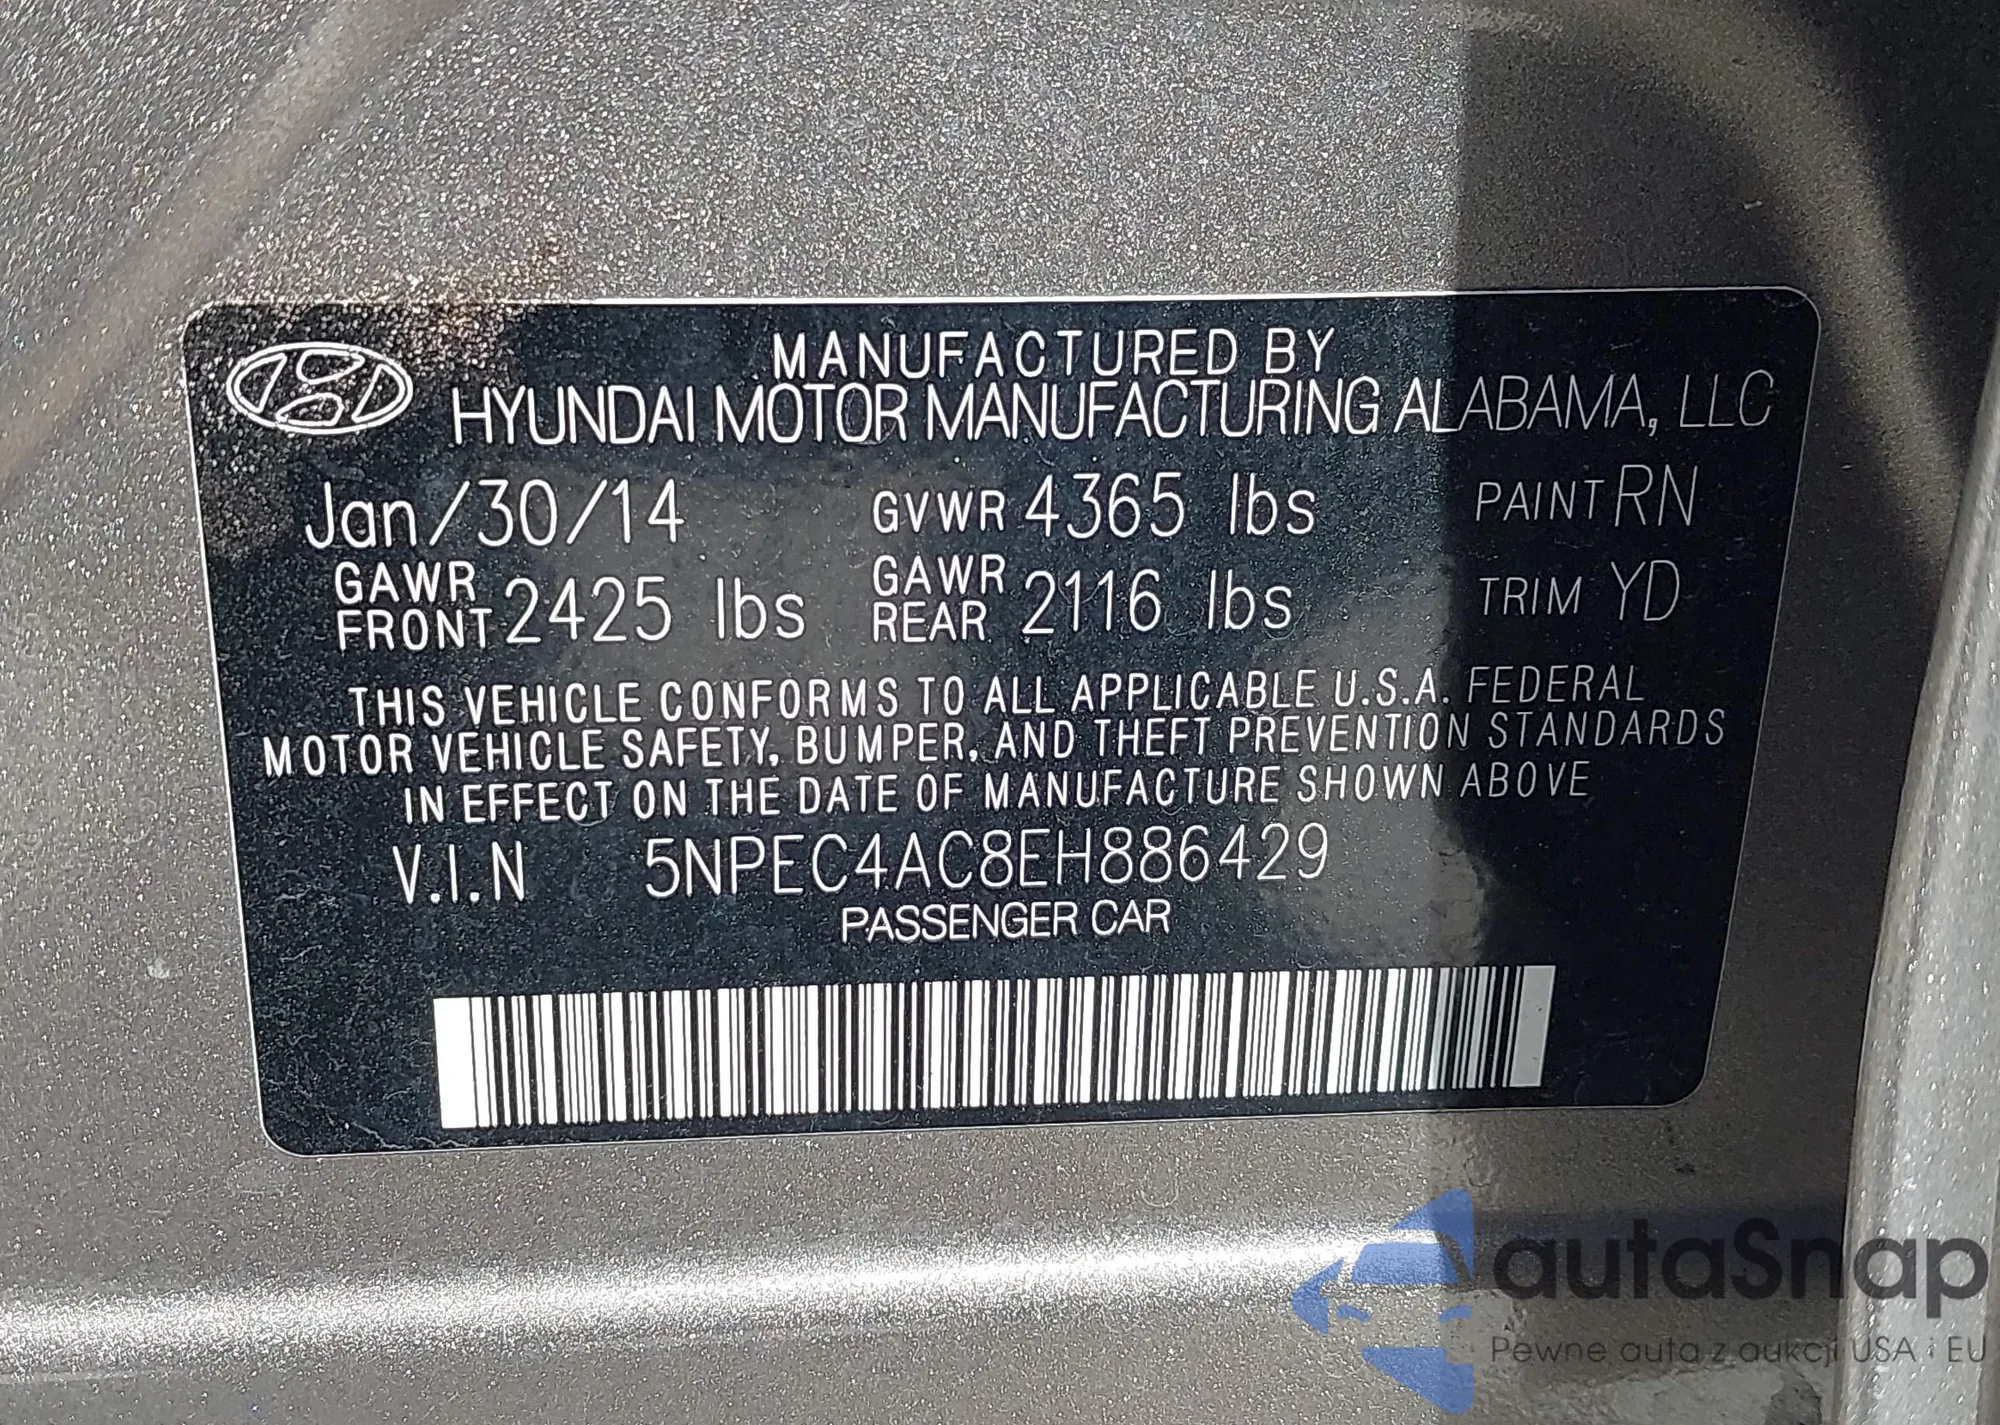 MANUFACTURED BY
HYUNDAI MOTOR MANUFACTURING ALABAMA, LLC
Jan/30/14 GVWR 4365 lbs PAINT RN
GAWR FRONT 2425 lbs GAWR REAR 2116 lbs TRIM YD
THIS VEHICLE CONFORMS TO ALL APPLICABLE U.S.A. FEDERAL
MOTOR VEHICLE SAFETY, BUMPER, AND THEFT PREVENTION STANDARDS
IN EFFECT ON THE DATE OF MANUFACTURE SHOWN ABOVE
V.I.N 5NPEC4AC8EH886429
PASSENGER CAR
autaSnap
Pewne auta z aukcji USA i EU